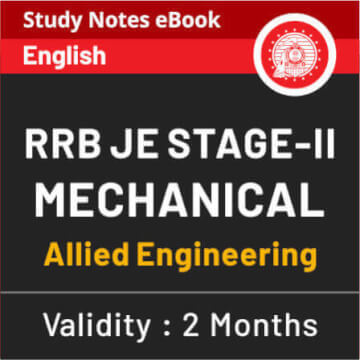 Study Notes eBook
English
RRB JE STAGE-II
MECHANICAL
Allied Engineering
Validity : 2 Months